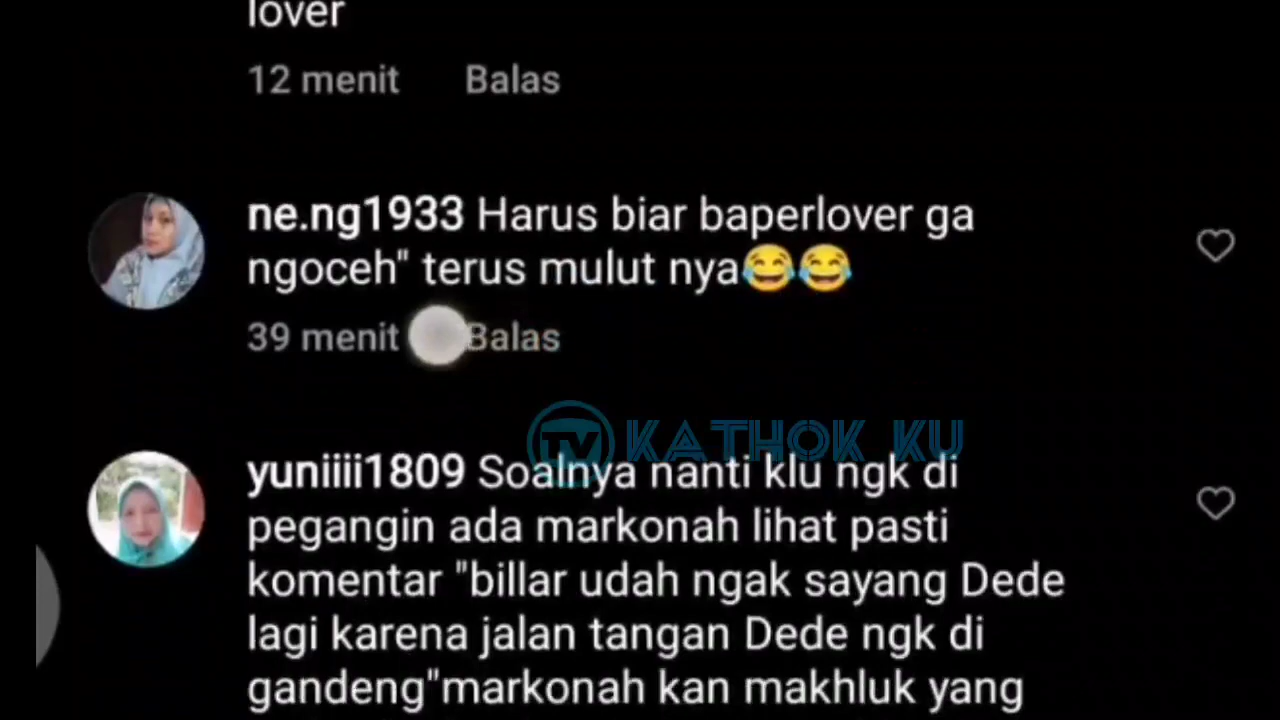 lover
12 menit Balas
ne.ng1933 Harus biar baperlover ga
ngoceh" terus mulut nya😂😂
39 menit Balas
TV KATHOK KU
yuniiii1809 Soalnya nanti klu ngk di
pegangin ada markonah lihat pasti
komentar "billar udah ngak sayang Dede
lagi karena jalan tangan Dede ngk di
gandeng"markonah kan makhluk yang